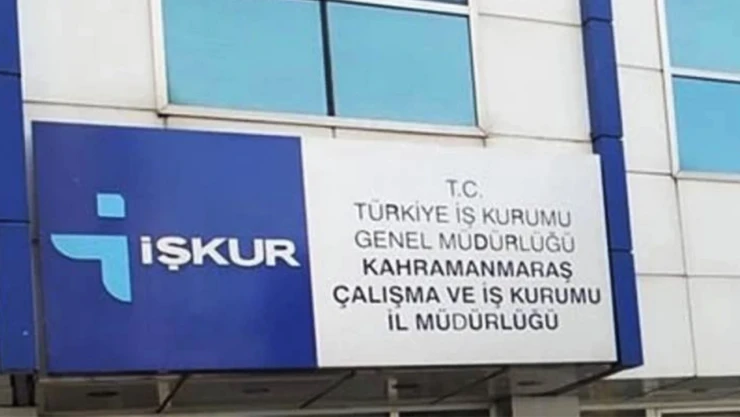 İŞKUR
T.C.
TÜRKİYE İŞ KURUMU
GENEL MÜDÜRLÜĞÜ
KAHRAMANMARAŞ
ÇALIŞMA VE İŞ KURUMU
İL MÜDÜRLÜĞÜ